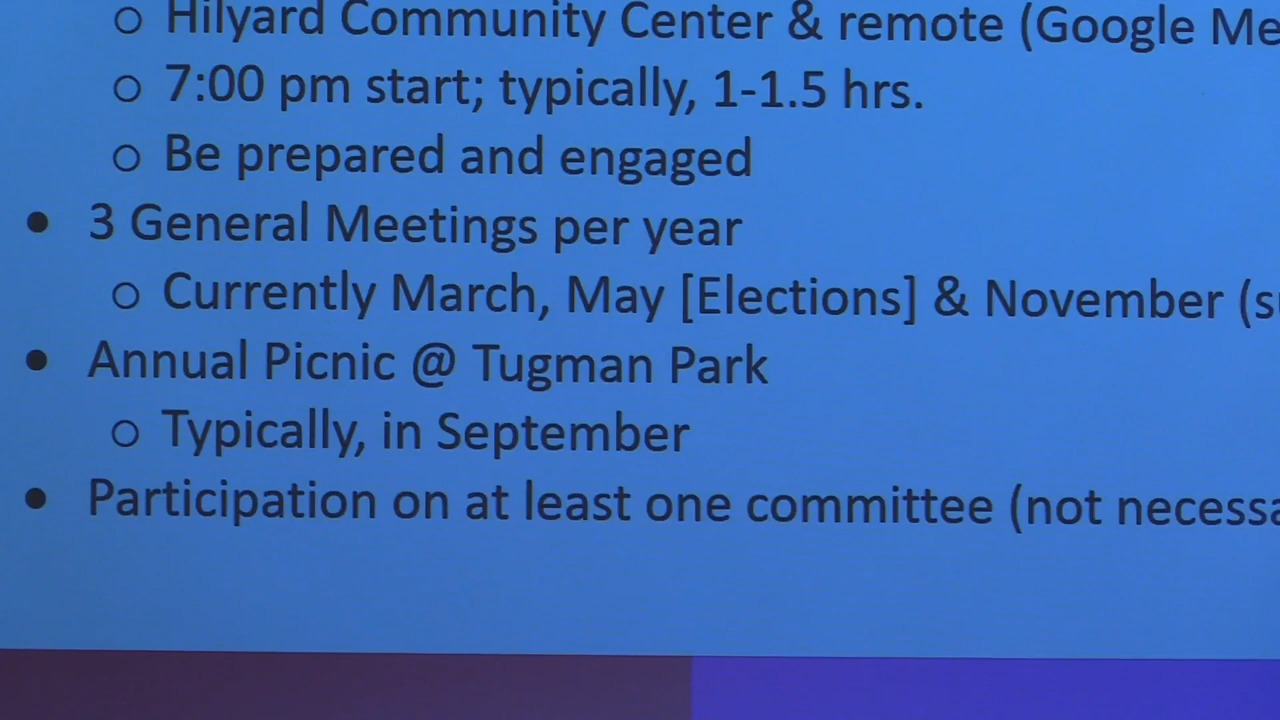 ○ Hilyard Community Center & remote (Google
○ 7:00 pm start; typically, 1-1.5 hrs.
○ Be prepared and engaged
● 3 General Meetings per year
○ Currently March, May [Elections] & November
● Annual Picnic @ Tugman Park
○ Typically, in September
● Participation on at least one committee (not